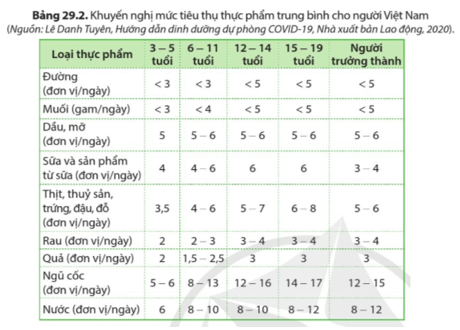 Bảng 29.2. Khuyến nghị mức tiêu thụ thực phẩm trung bình cho người Việt Nam
(Nguồn: Lê Danh Tuyên, Hướng dẫn dinh dưỡng dự phòng COVID-19, Nhà xuất bản Lao động, 2020).
Loại thực phẩm | 3 – 5 tuổi | 6 – 11 tuổi | 12 – 14 tuổi | 15 – 19 tuổi | Người trưởng thành
Đường (đơn vị/ngày) | < 3 | < 3 | < 5 | < 5 | < 5
Muối (gam/ngày) | < 3 | < 4 | < 5 | < 5 | < 5
Dầu, mỡ (đơn vị/ngày) | 5 | 5 – 6 | 5 – 6 | 5 – 6 | 5 – 6
Sữa và sản phẩm từ sữa (đơn vị/ngày) | 4 | 4 – 6 | 6 | 6 | 3 – 4
Thịt, thuỷ sản, trứng, đậu, đỗ (đơn vị/ngày) | 3,5 | 4 – 6 | 5 – 7 | 6 – 8 | 5 – 6
Rau (đơn vị/ngày) | 2 | 2 – 3 | 3 – 4 | 3 – 4 | 3 – 4
Quả (đơn vị/ngày) | 2 | 1,5 – 2,5 | 3 | 3 | 3
Ngũ cốc (đơn vị/ngày) | 5 – 6 | 8 – 13 | 12 – 16 | 14 – 17 | 12 – 15
Nước (đơn vị/ngày) | 6 | 8 – 10 | 8 – 10 | 8 – 12 | 8 – 12